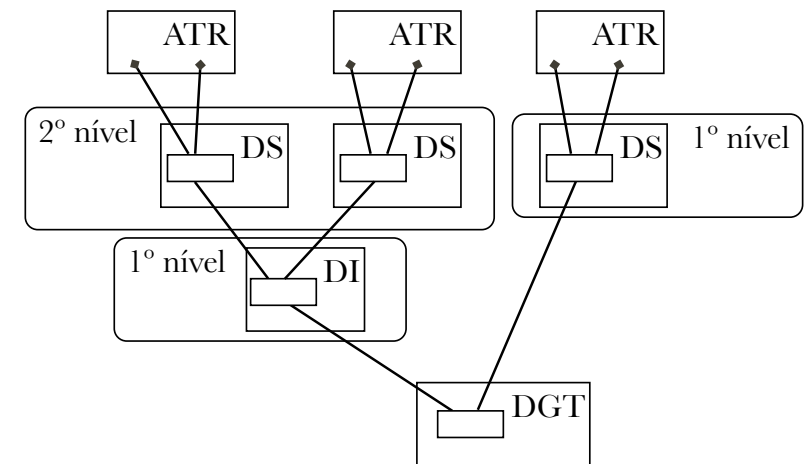 ATR
ATR
ATR
2º nível
DS
DS
DS
1º nível
1º nível
DI
DGT